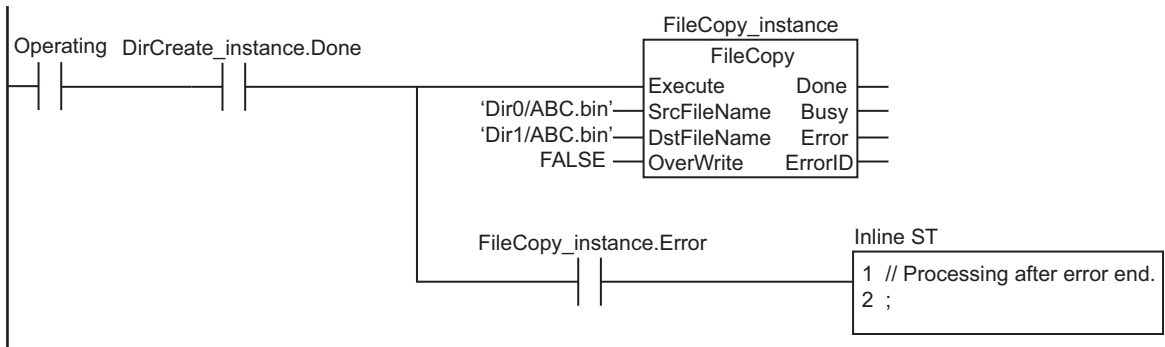 FileCopy_instance
Operating DirCreate_instance.Done
FileCopy
Execute Done
‘Dir0/ABC.bin’ SrcFileName Busy
‘Dir1/ABC.bin’ DstFileName Error
FALSE OverWrite ErrorID
FileCopy_instance.Error
Inline ST
1 // Processing after error end.
2 ;